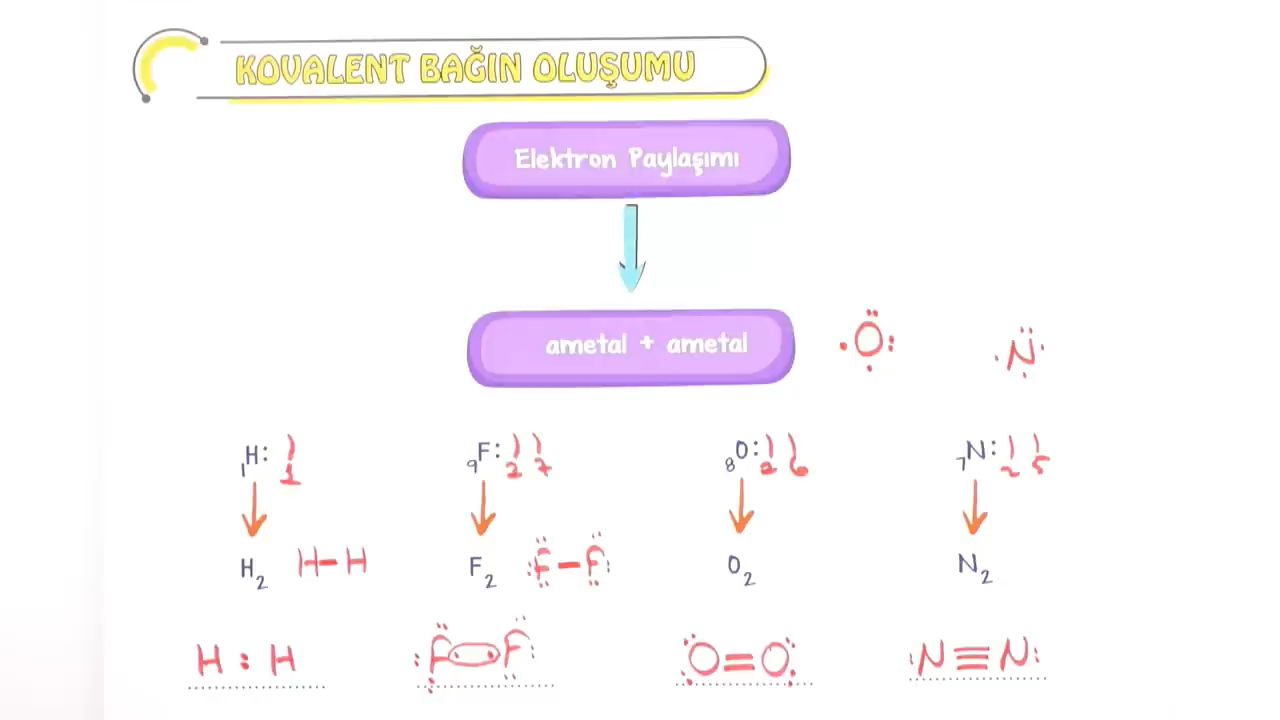 KOVALENT BAĞIN OLUŞUMU
Elektron Paylaşımı
ametal + ametal
O
N
₁H: ) 1
₉F: ) ) 2 7
₈O: ) ) 2 6
₇N: ) ) 2 5
H₂ H–H
F₂ F–F
O₂
N₂
H : H
F F
O=O
N≡N